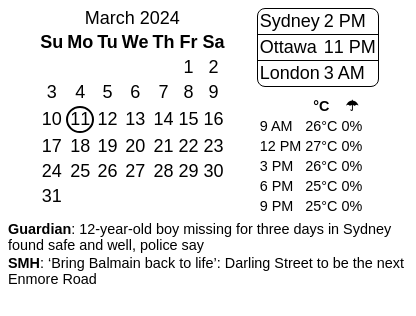 March 2024
Su Mo Tu We Th Fr Sa
1 2
3 4 5 6 7 8 9
10 11 12 13 14 15 16
17 18 19 20 21 22 23
24 25 26 27 28 29 30
31
Sydney 2 PM
Ottawa 11 PM
London 3 AM
°C ☂
9 AM 26°C 0%
12 PM 27°C 0%
3 PM 26°C 0%
6 PM 25°C 0%
9 PM 25°C 0%
Guardian: 12-year-old boy missing for three days in Sydney
found safe and well, police say
SMH: ‘Bring Balmain back to life’: Darling Street to be the next
Enmore Road